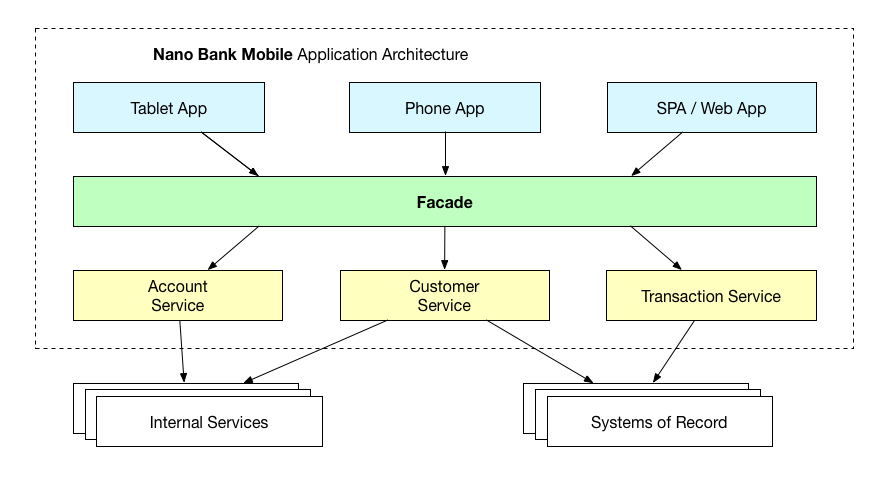 Nano Bank Mobile Application Architecture
Tablet App
Phone App
SPA / Web App
Facade
Account
Service
Customer
Service
Transaction Service
Internal Services
Systems of Record